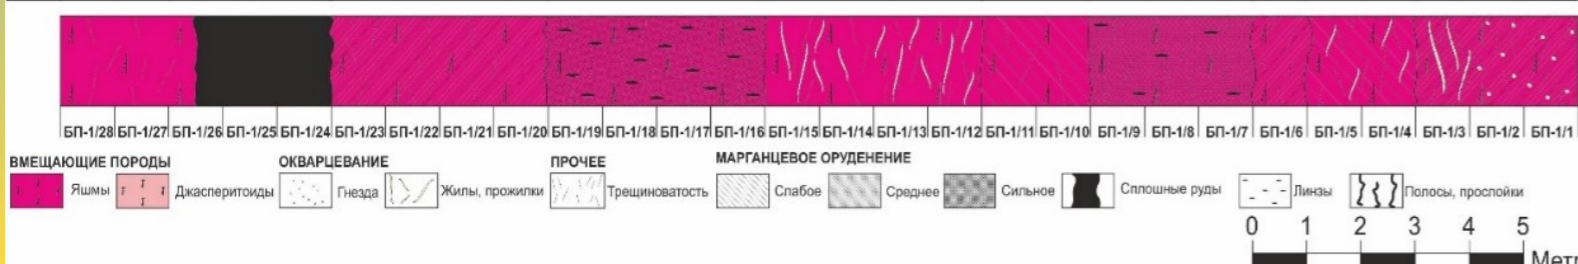 БП-1/28 БП-1/27 БП-1/26 БП-1/25 БП-1/24 БП-1/23 БП-1/22 БП-1/21 БП-1/20 БП-1/19 БП-1/18 БП-1/17 БП-1/16 БП-1/15 БП-1/14 БП-1/13 БП-1/12 БП-1/11 БП-1/10 БП-1/9 БП-1/8 БП-1/7 БП-1/6 БП-1/5 БП-1/4 БП-1/3 БП-1/2 БП-1/1
ВМЕЩАЮЩИЕ ПОРОДЫ ОКВАРЦЕВАНИЕ ПРОЧЕЕ МАРГАНЦЕВОЕ ОРУДЕНЕНИЕ
Яшмы Джасперитоиды Гнезда Жилы, прожилки Трещиноватость Слабое Среднее Сильное Сплошные руды Линзы Полосы, прослойки
0 1 2 3 4 5